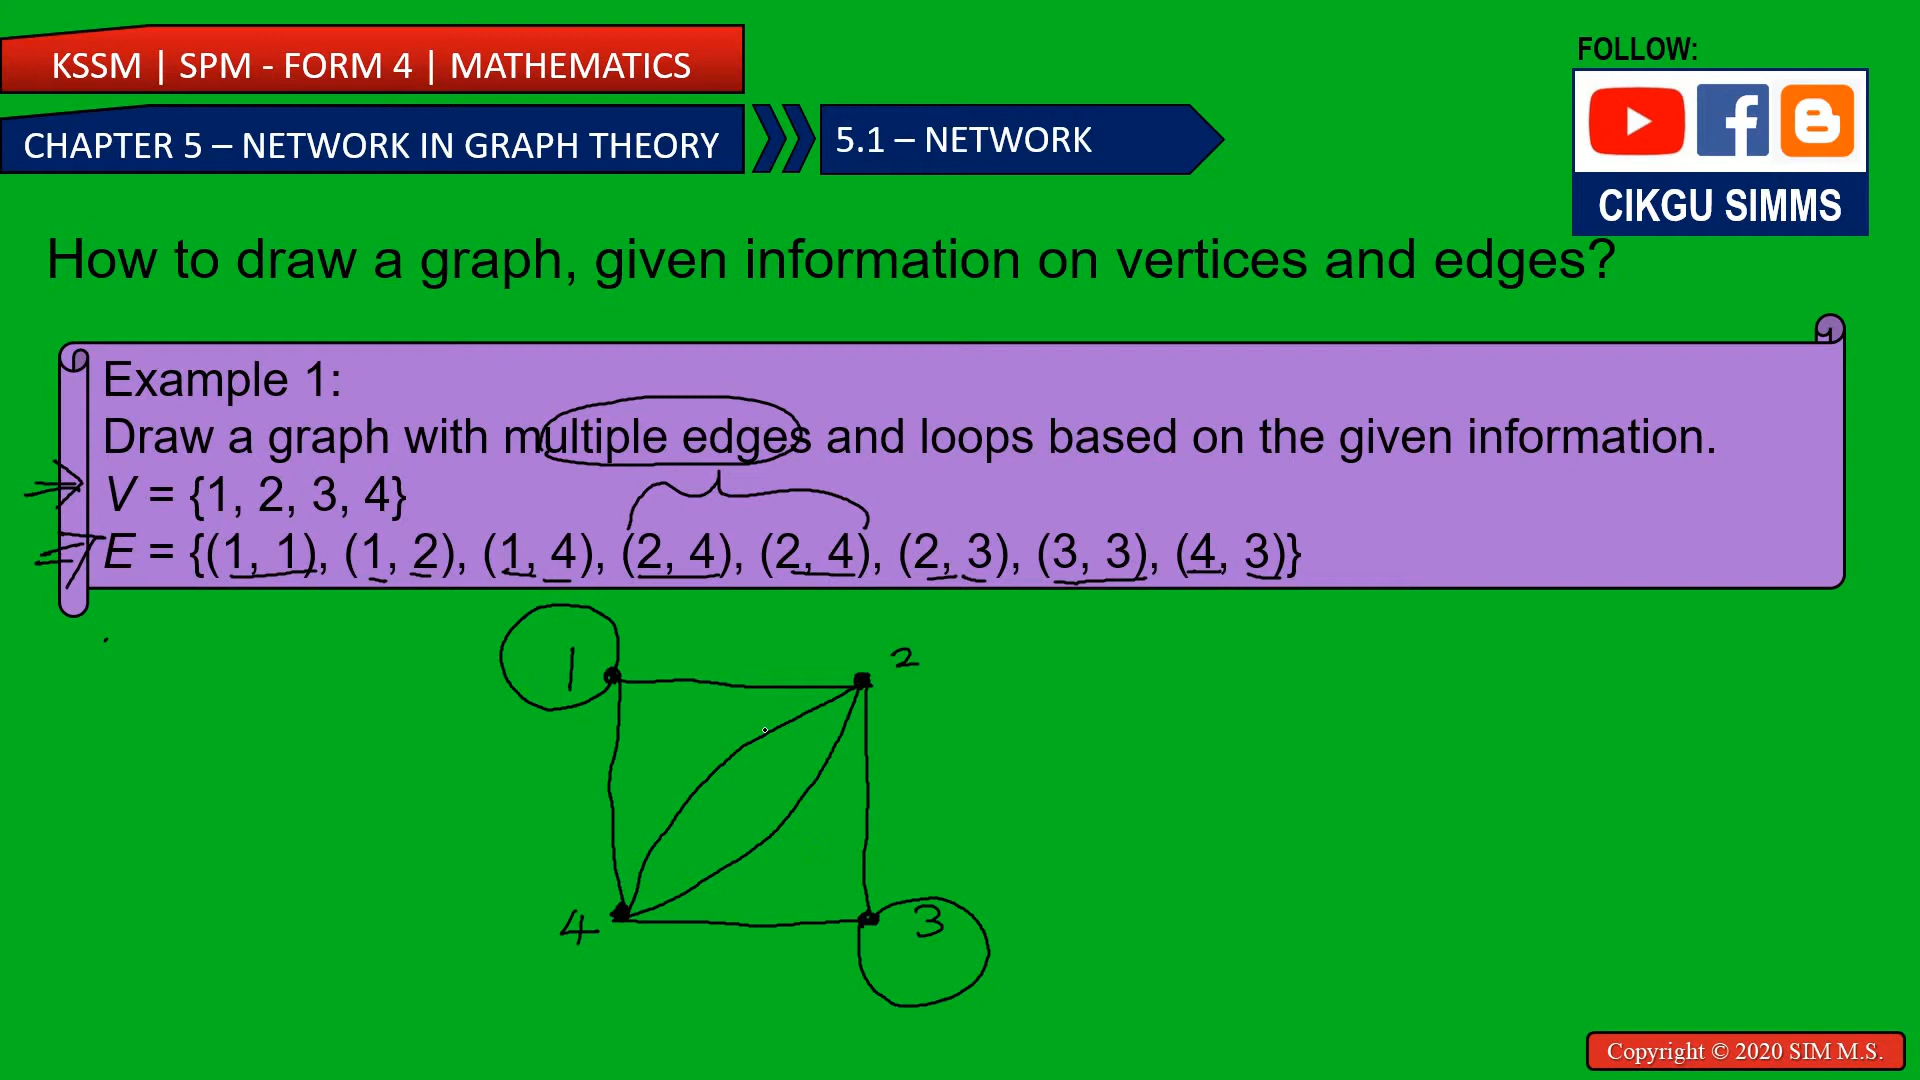 KSSM | SPM - FORM 4 | MATHEMATICS
FOLLOW:
CHAPTER 5 – NETWORK IN GRAPH THEORY
5.1 – NETWORK
CIKGU SIMMS
How to draw a graph, given information on vertices and edges?
Example 1:
Draw a graph with multiple edges and loops based on the given information.
V = {1, 2, 3, 4}
E = {(1, 1), (1, 2), (1, 4), (2, 4), (2, 4), (2, 3), (3, 3), (4, 3)}
1
2
4
3
Copyright © 2020 SIM M.S.